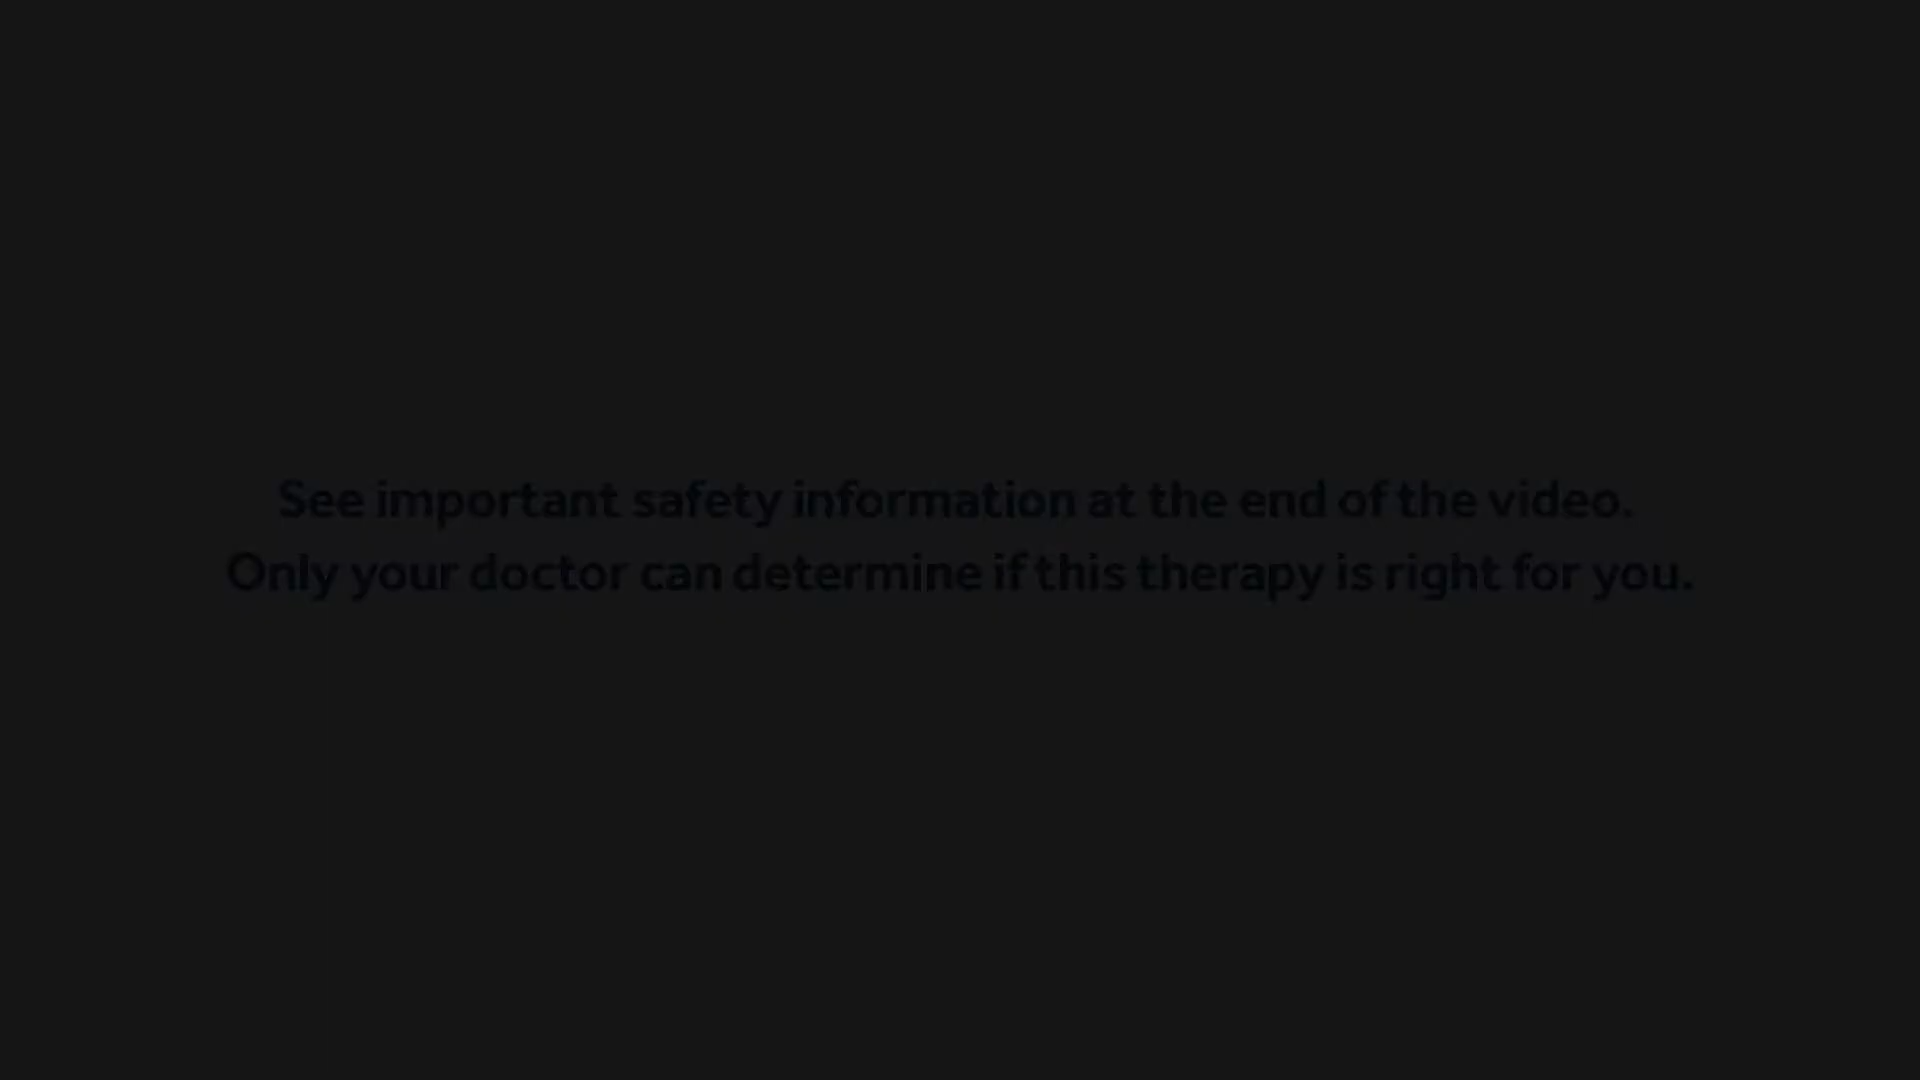 See important safety information at the end of the video.
Only your doctor can determine if this therapy is right for you.